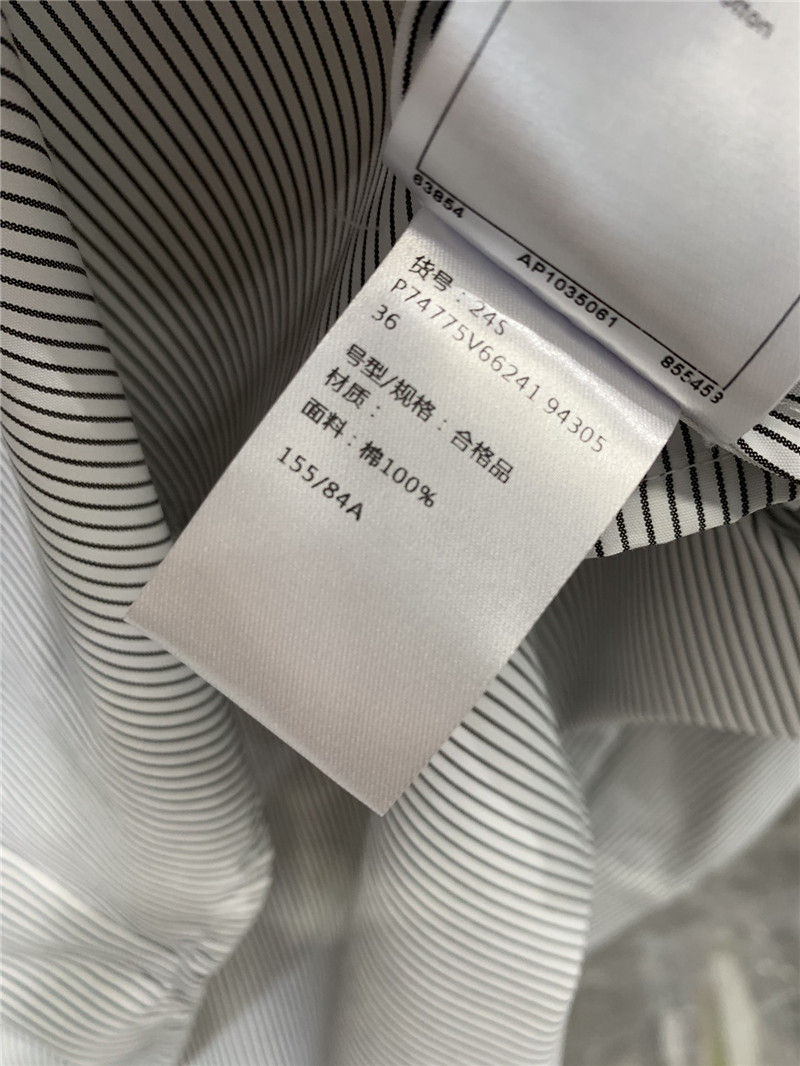 63854
AP1035061
855453
货号：24S
P74775V66241 94305
36
号型/规格：合格品
材质：
面料：棉100%
155/84A